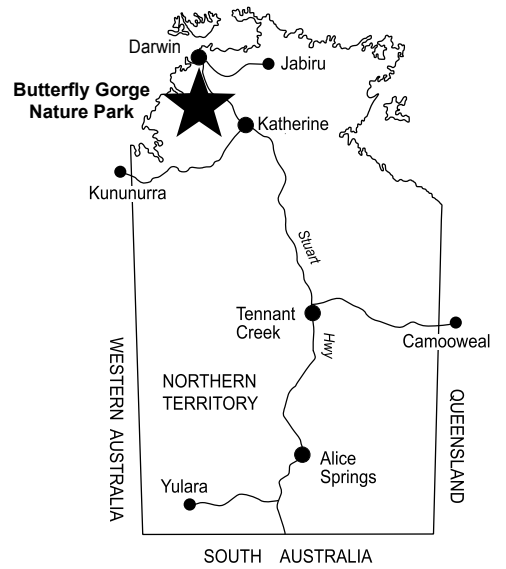 Darwin
Jabiru
Butterfly Gorge
Nature Park
Katherine
Kununurra
Stuart
Tennant
Creek
Hwy
Camooweal
WESTERN AUSTRALIA
NORTHERN
TERRITORY
QUEENSLAND
Alice
Springs
Yulara
SOUTH AUSTRALIA